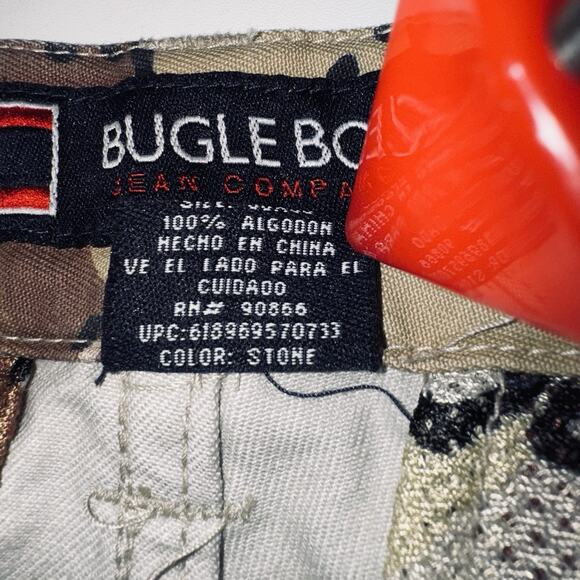 BUGLE BO
JEAN COMPA
100% ALGODON
HECHO EN CHINA
VE EL LADO PARA EL
CUIDADO
RN# 90866
UPC:618969570733
COLOR: STONE